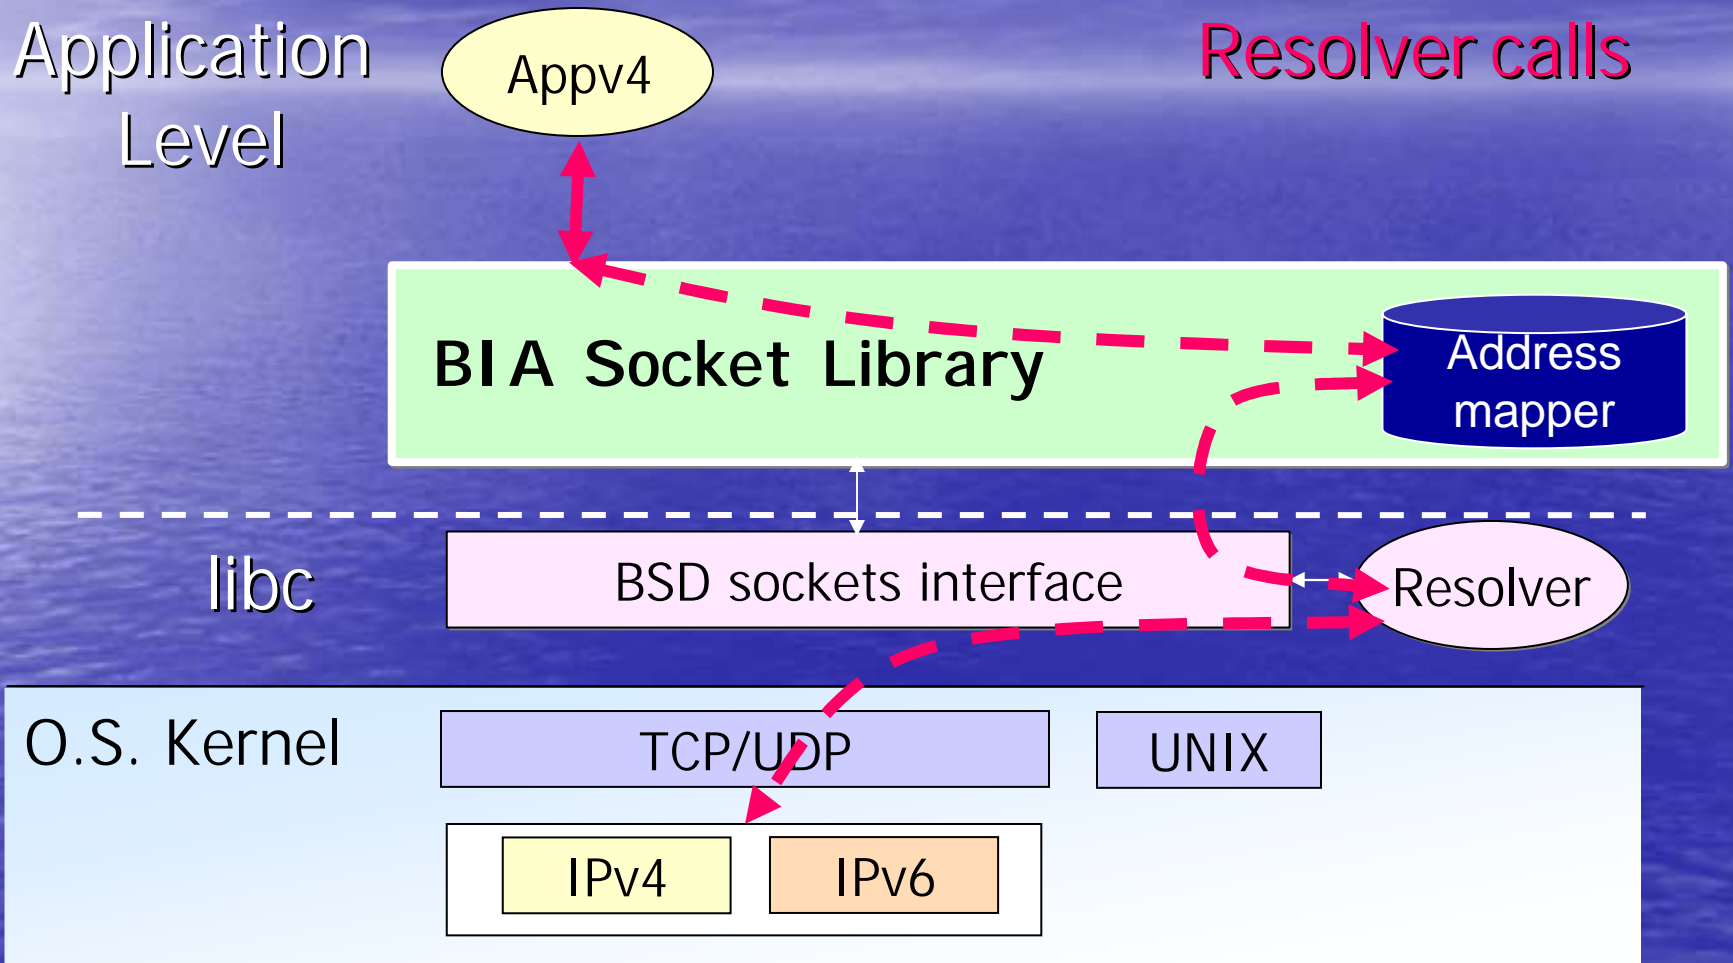 Application
Level
Appv4
Resolver calls
BIA Socket Library
Address
mapper
libc
BSD sockets interface
Resolver
O.S. Kernel
TCP/UDP
UNIX
IPv4
IPv6